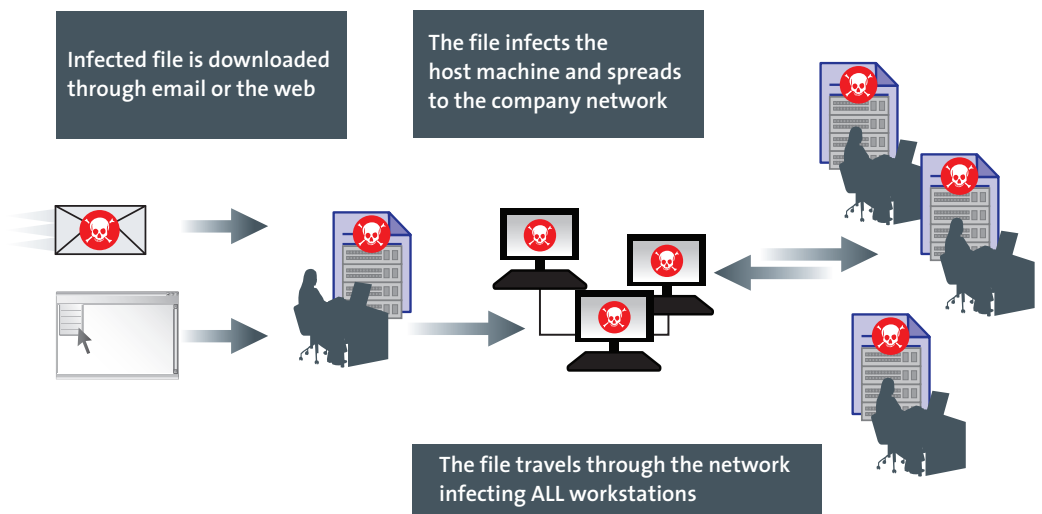 Infected file is downloaded
through email or the web
The file infects the
host machine and spreads
to the company network
The file travels through the network
infecting ALL workstations